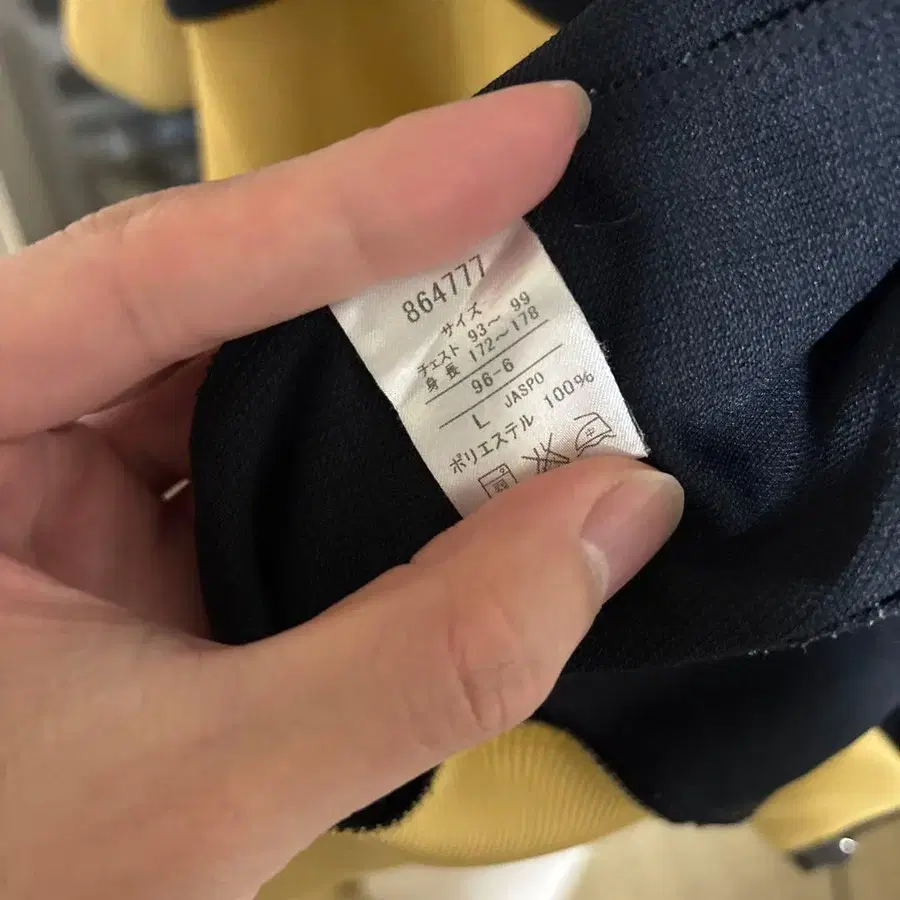 864777
サイズ
チェスト 93～ 99
身 長 172～178
96-6
L JASPO
ポリエステル 100%
中